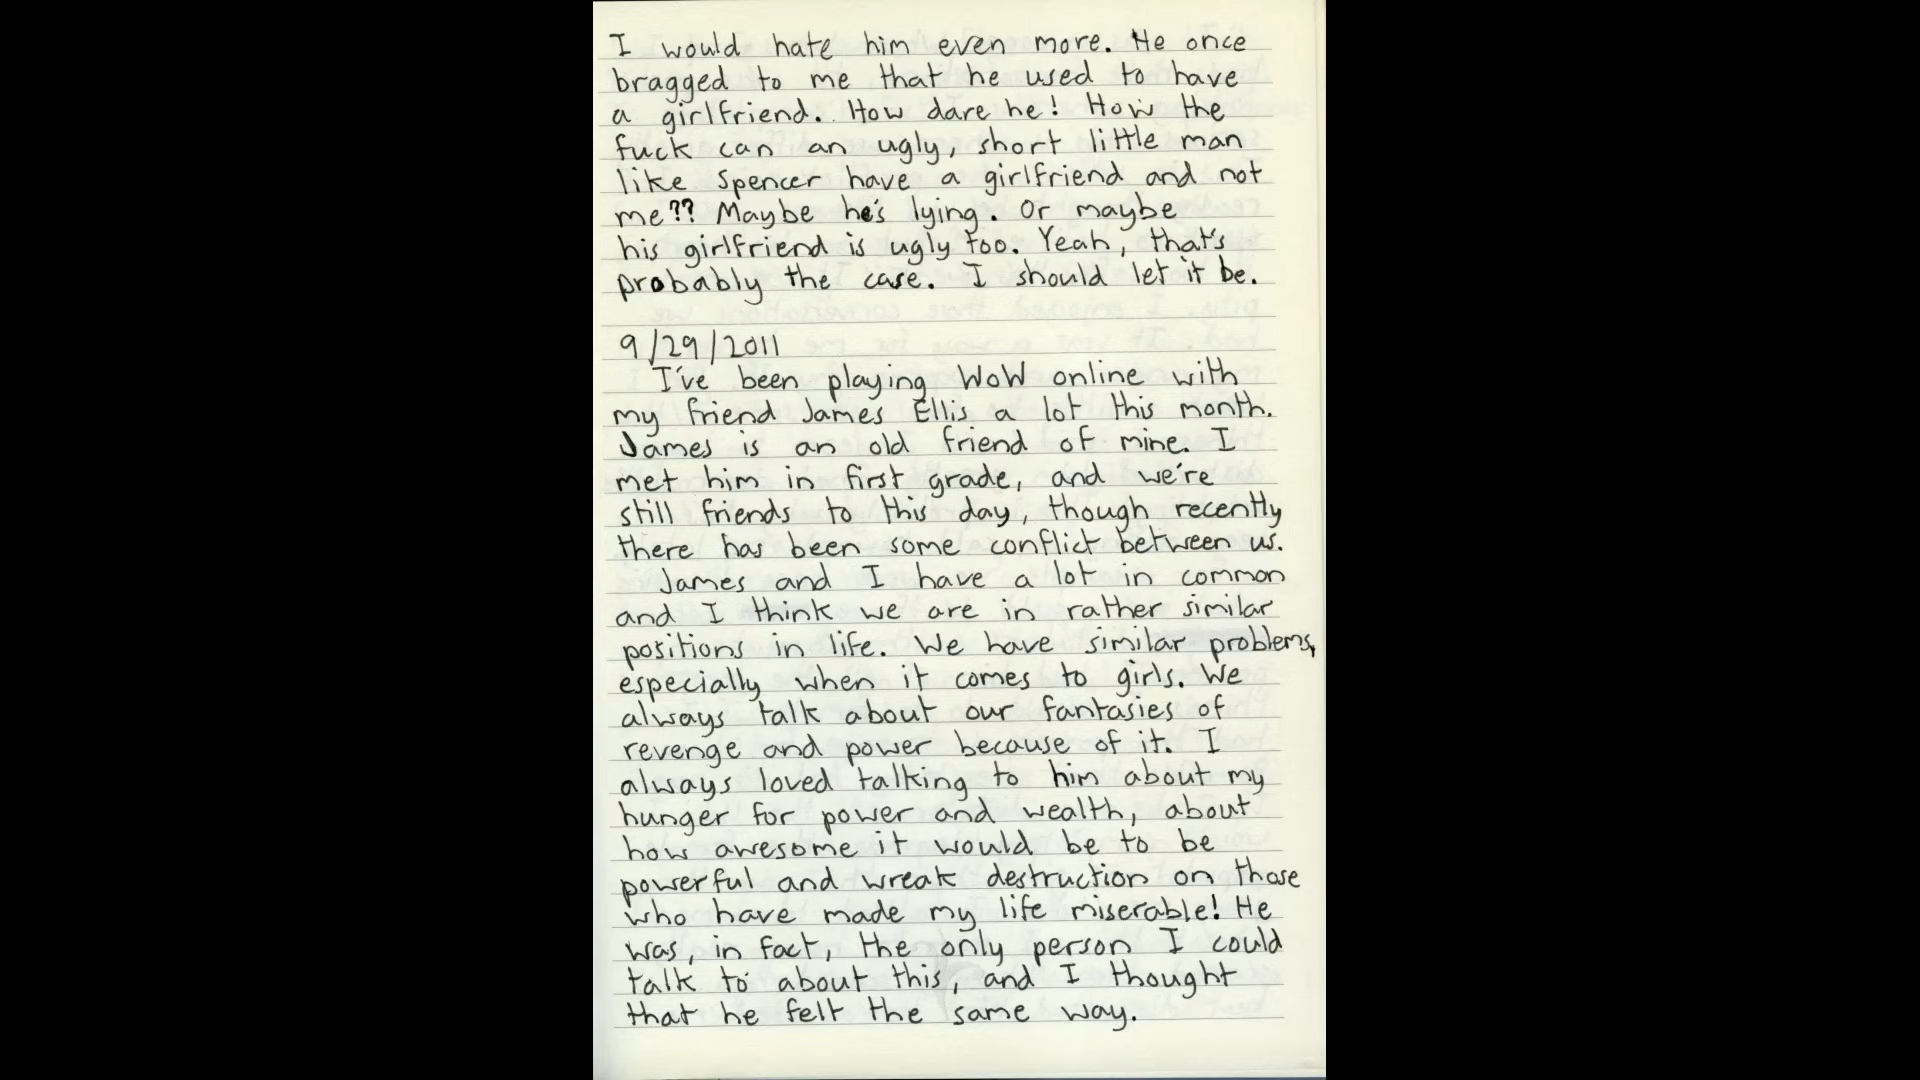 I would hate him even more. He once
bragged to me that he used to have
a girlfriend. How dare he! How the
fuck can an ugly, short little man
like Spencer have a girlfriend and not
me?? Maybe he's lying. Or maybe
his girlfriend is ugly too. Yeah, that's
probably the case. I should let it be.
9/29/2011
I've been playing WoW online with
my friend James Ellis a lot this month.
James is an old friend of mine. I
met him in first grade, and we're
still friends to this day, though recently
there has been some conflict between us.
James and I have a lot in common
and I think we are in rather similar
positions in life. We have similar problems,
especially when it comes to girls. We
always talk about our fantasies of
revenge and power because of it. I
always loved talking to him about my
hunger for power and wealth, about
how awesome it would be to be
powerful and wreak destruction on those
who have made my life miserable! He
was, in fact, the only person I could
talk to about this, and I thought
that he felt the same way.